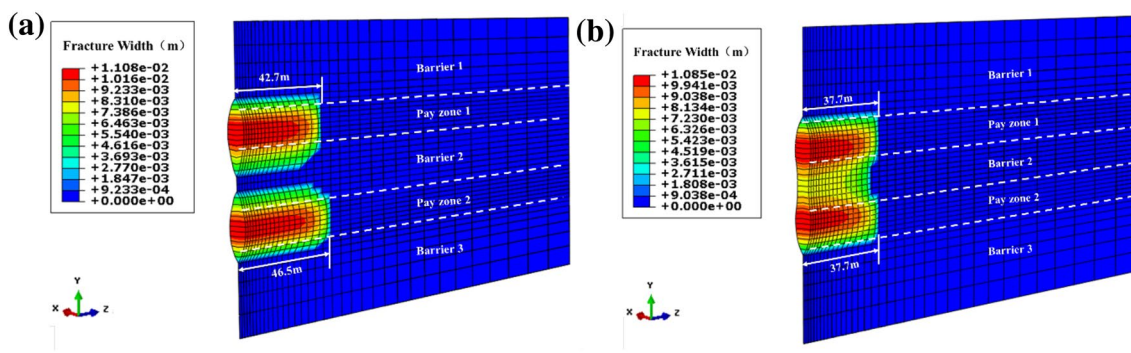 (a)
Fracture Width（m）
+1.108e-02
+1.016e-02
+9.233e-03
+8.310e-03
+7.386e-03
+6.463e-03
+5.540e-03
+4.616e-03
+3.693e-03
+2.770e-03
+1.847e-03
+9.233e-04
+0.000e+00
42.7m
Barrier 1
Pay zone 1
Barrier 2
Pay zone 2
Barrier 3
46.5m
Y
X
Z
(b)
Fracture Width（m）
+1.085e-02
+9.941e-03
+9.038e-03
+8.134e-03
+7.230e-03
+6.326e-03
+5.423e-03
+4.519e-03
+3.615e-03
+2.711e-03
+1.808e-03
+9.038e-04
+0.000e+00
37.7m
Barrier 1
Pay zone 1
Barrier 2
Pay zone 2
Barrier 3
37.7m
Y
X
Z